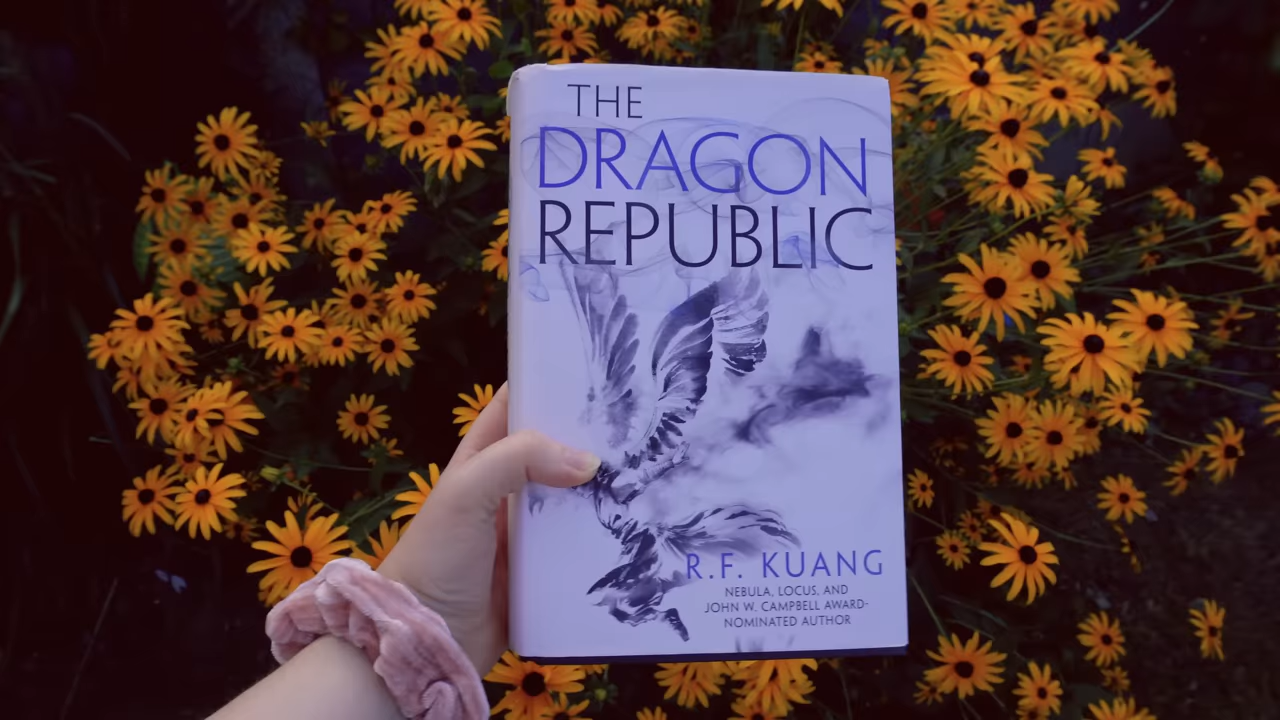 THE
DRAGON
REPUBLIC
R.F. KUANG
NEBULA, LOCUS, AND
JOHN W. CAMPBELL AWARD-
NOMINATED AUTHOR